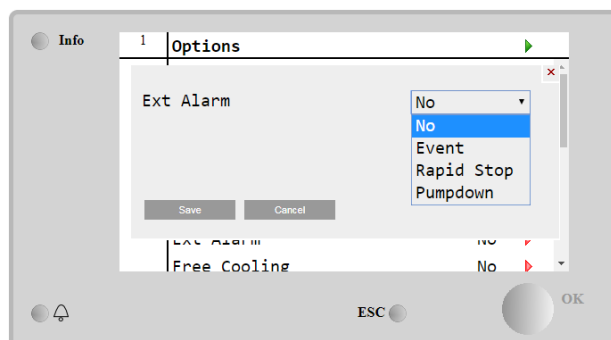 Info
1 Options
Ext Alarm No
No
Event
Rapid Stop
Pumpdown
Save Cancel
Ext Alarm No
Free Cooling No
OK
ESC